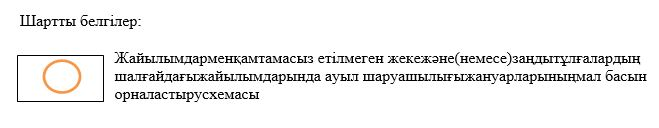 Шартты белгілер:
Жайылымдарменқамтамасыз етілмеген жекежәне(немесе)заңдытұлғалардың
шалғайдағыжайылымдарында ауыл шаруашылығыжануарларыныңмал басын
орналастырусхемасы